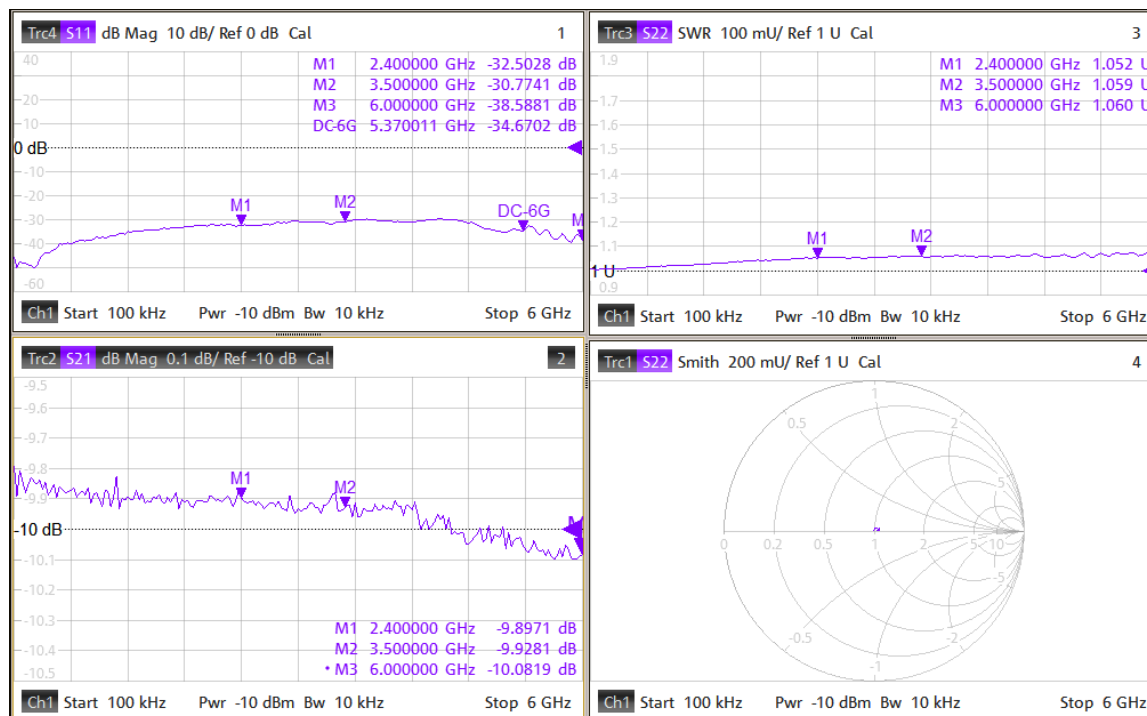 Trc4 S11 dB Mag 10 dB/ Ref 0 dB Cal 1
40
20
10
0 dB
-10
-20
-30
-40
-60
M1 2.400000 GHz -32.5028 dB
M2 3.500000 GHz -30.7741 dB
M3 6.000000 GHz -38.5881 dB
DC-6G 5.370011 GHz -34.6702 dB
M1
M2
DC-6G
M
Ch1 Start 100 kHz Pwr -10 dBm Bw 10 kHz Stop 6 GHz
Trc3 S22 SWR 100 mU/ Ref 1 U Cal 3
1.9
1.8
1.7
1.6
1.5
1.4
1.3
1.2
1.1
1 U
0.9
M1 2.400000 GHz 1.052 U
M2 3.500000 GHz 1.059 U
M3 6.000000 GHz 1.060 U
M1
M2
Ch1 Start 100 kHz Pwr -10 dBm Bw 10 kHz Stop 6 GHz
Trc2 S21 dB Mag 0.1 dB/ Ref -10 dB Cal 2
-9.5
-9.6
-9.7
-9.8
-9.9
-10 dB
-10.1
-10.2
-10.3
-10.4
-10.5
M1
M2
M1 2.400000 GHz -9.8971 dB
M2 3.500000 GHz -9.9281 dB
• M3 6.000000 GHz -10.0819 dB
Ch1 Start 100 kHz Pwr -10 dBm Bw 10 kHz Stop 6 GHz
Trc1 S22 Smith 200 mU/ Ref 1 U Cal 4
1
0.5
2
5
0 0.2 0.5 1 2 5 10
-5
-0.5
-2
-1
Ch1 Start 100 kHz Pwr -10 dBm Bw 10 kHz Stop 6 GHz